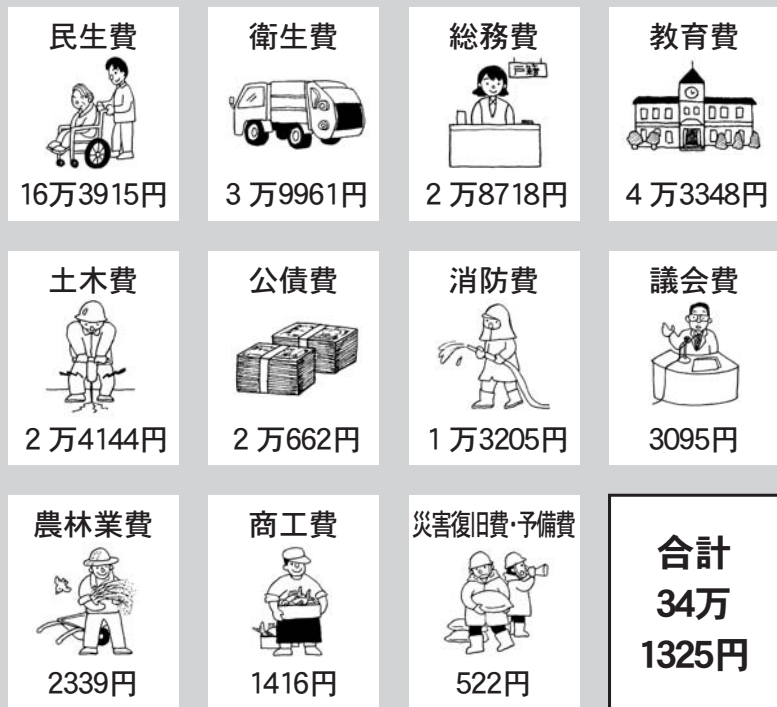 民生費
16万3915円
衛生費
3万9961円
総務費
戸籍
2万8718円
教育費
4万3348円
土木費
2万4144円
公債費
2万662円
消防費
1万3205円
議会費
3095円
農林業費
2339円
商工費
1416円
災害復旧費・予備費
522円
合計
34万
1325円